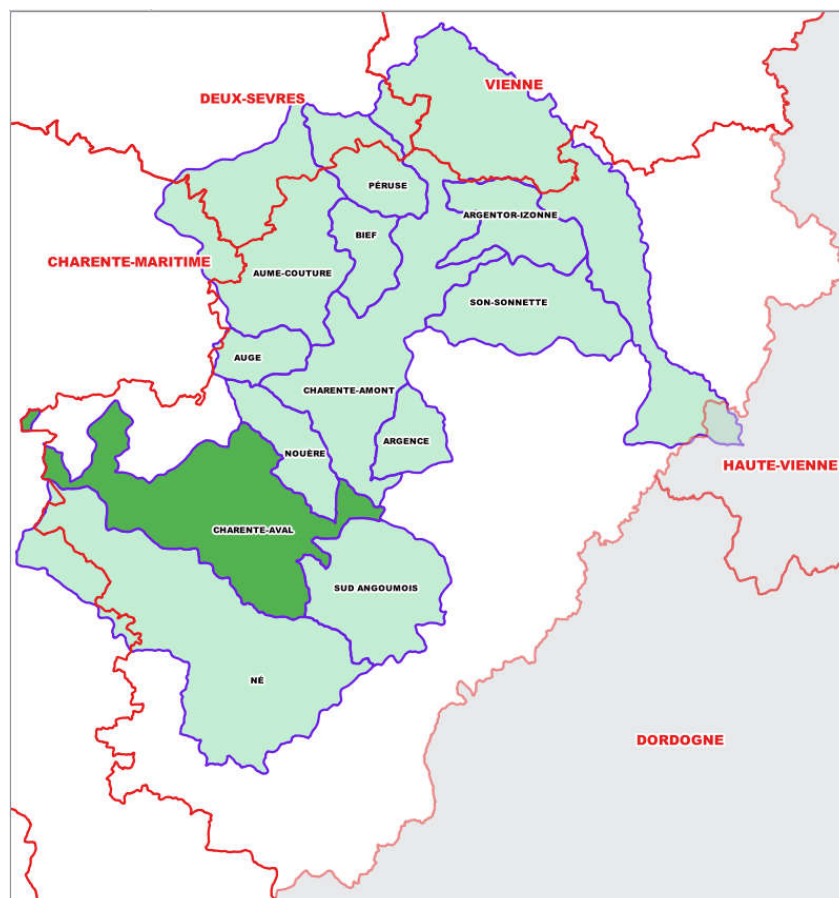 VIENNE
DEUX-SEVRES
PÉRUSE
ARGENTOR-IZONNE
BIEF
CHARENTE-MARITIME
AUME-COUTURE
SON-SONNETTE
AUGE
CHARENTE-AMONT
ARGENCE
NOUÈRE
HAUTE-VIENNE
CHARENTE-AVAL
SUD ANGOUMOIS
NÉ
DORDOGNE